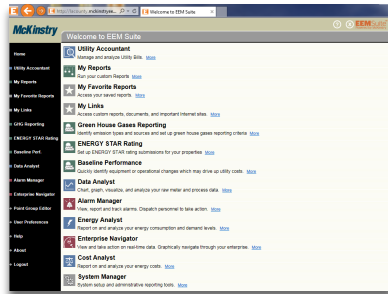 http://facounts.mckinstryee...
Welcome to EEM Suite
McKinstry
EEMSuite
Welcome to EEM Suite
Home
Utility Accountant
My Reports
My Favorite Reports
My Links
GHG Reporting
ENERGY STAR Rating
Baseline Perf.
Data Analyst
Alarm Manager
Enterprise Navigator
Point Group Editor
User Preferences
Help
About
Logout
Utility Accountant
Manage and analyze Utility Bills. More
My Reports
Run your custom Reports. More
My Favorite Reports
Access your saved reports. More
My Links
Access custom reports, documents, and important Internet sites. More
Green House Gases Reporting
Identify emission types and sources and set up green house gases reporting criteria More
ENERGY STAR Rating
Set up ENERGY STAR rating submissions for your properties More
Baseline Performance
Quickly identify equipment or operational changes which may drive up utility costs. More
Data Analyst
Chart, graph, visualize, and analyze your raw meter and process data. More
Alarm Manager
View, report and track alarms. Dispatch personnel to take action. More
Energy Analyst
Report on and analyze your energy consumption and demand levels. More
Enterprise Navigator
View and take action on real-time data. Graphically navigate through your enterprise. More
Cost Analyst
Report on and analyze your energy costs. More
System Manager
System setup and administrative reporting tools. More